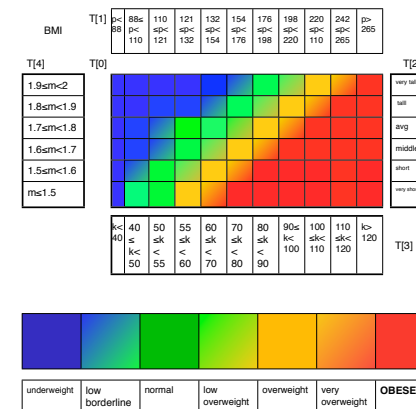 BMI
T[1]
p< 88≤ 110 121 132 154 176 198 220 242 p>
88 p< ≤p< ≤p< ≤p< ≤p< ≤p< ≤p< ≤p< ≤p< 265
110 121 132 154 176 198 220 110 265
T[4] T[0] T[2
1.9≤m<2 very tall
1.8≤m<1.9 tall
1.7≤m<1.8 avg
1.6≤m<1.7 middle
1.5≤m<1.6 short
m≤1.5 very shor
k< 40 50 55 60 70 80 90≤ 100 110 k>
40 ≤ ≤k ≤k ≤k ≤k ≤k k< ≤k< ≤k< 120
k< < < < < < 100 110 120
50 55 60 70 80 90
T[3]
underweight low normal low overweight very OBESE
borderline overweight overweight